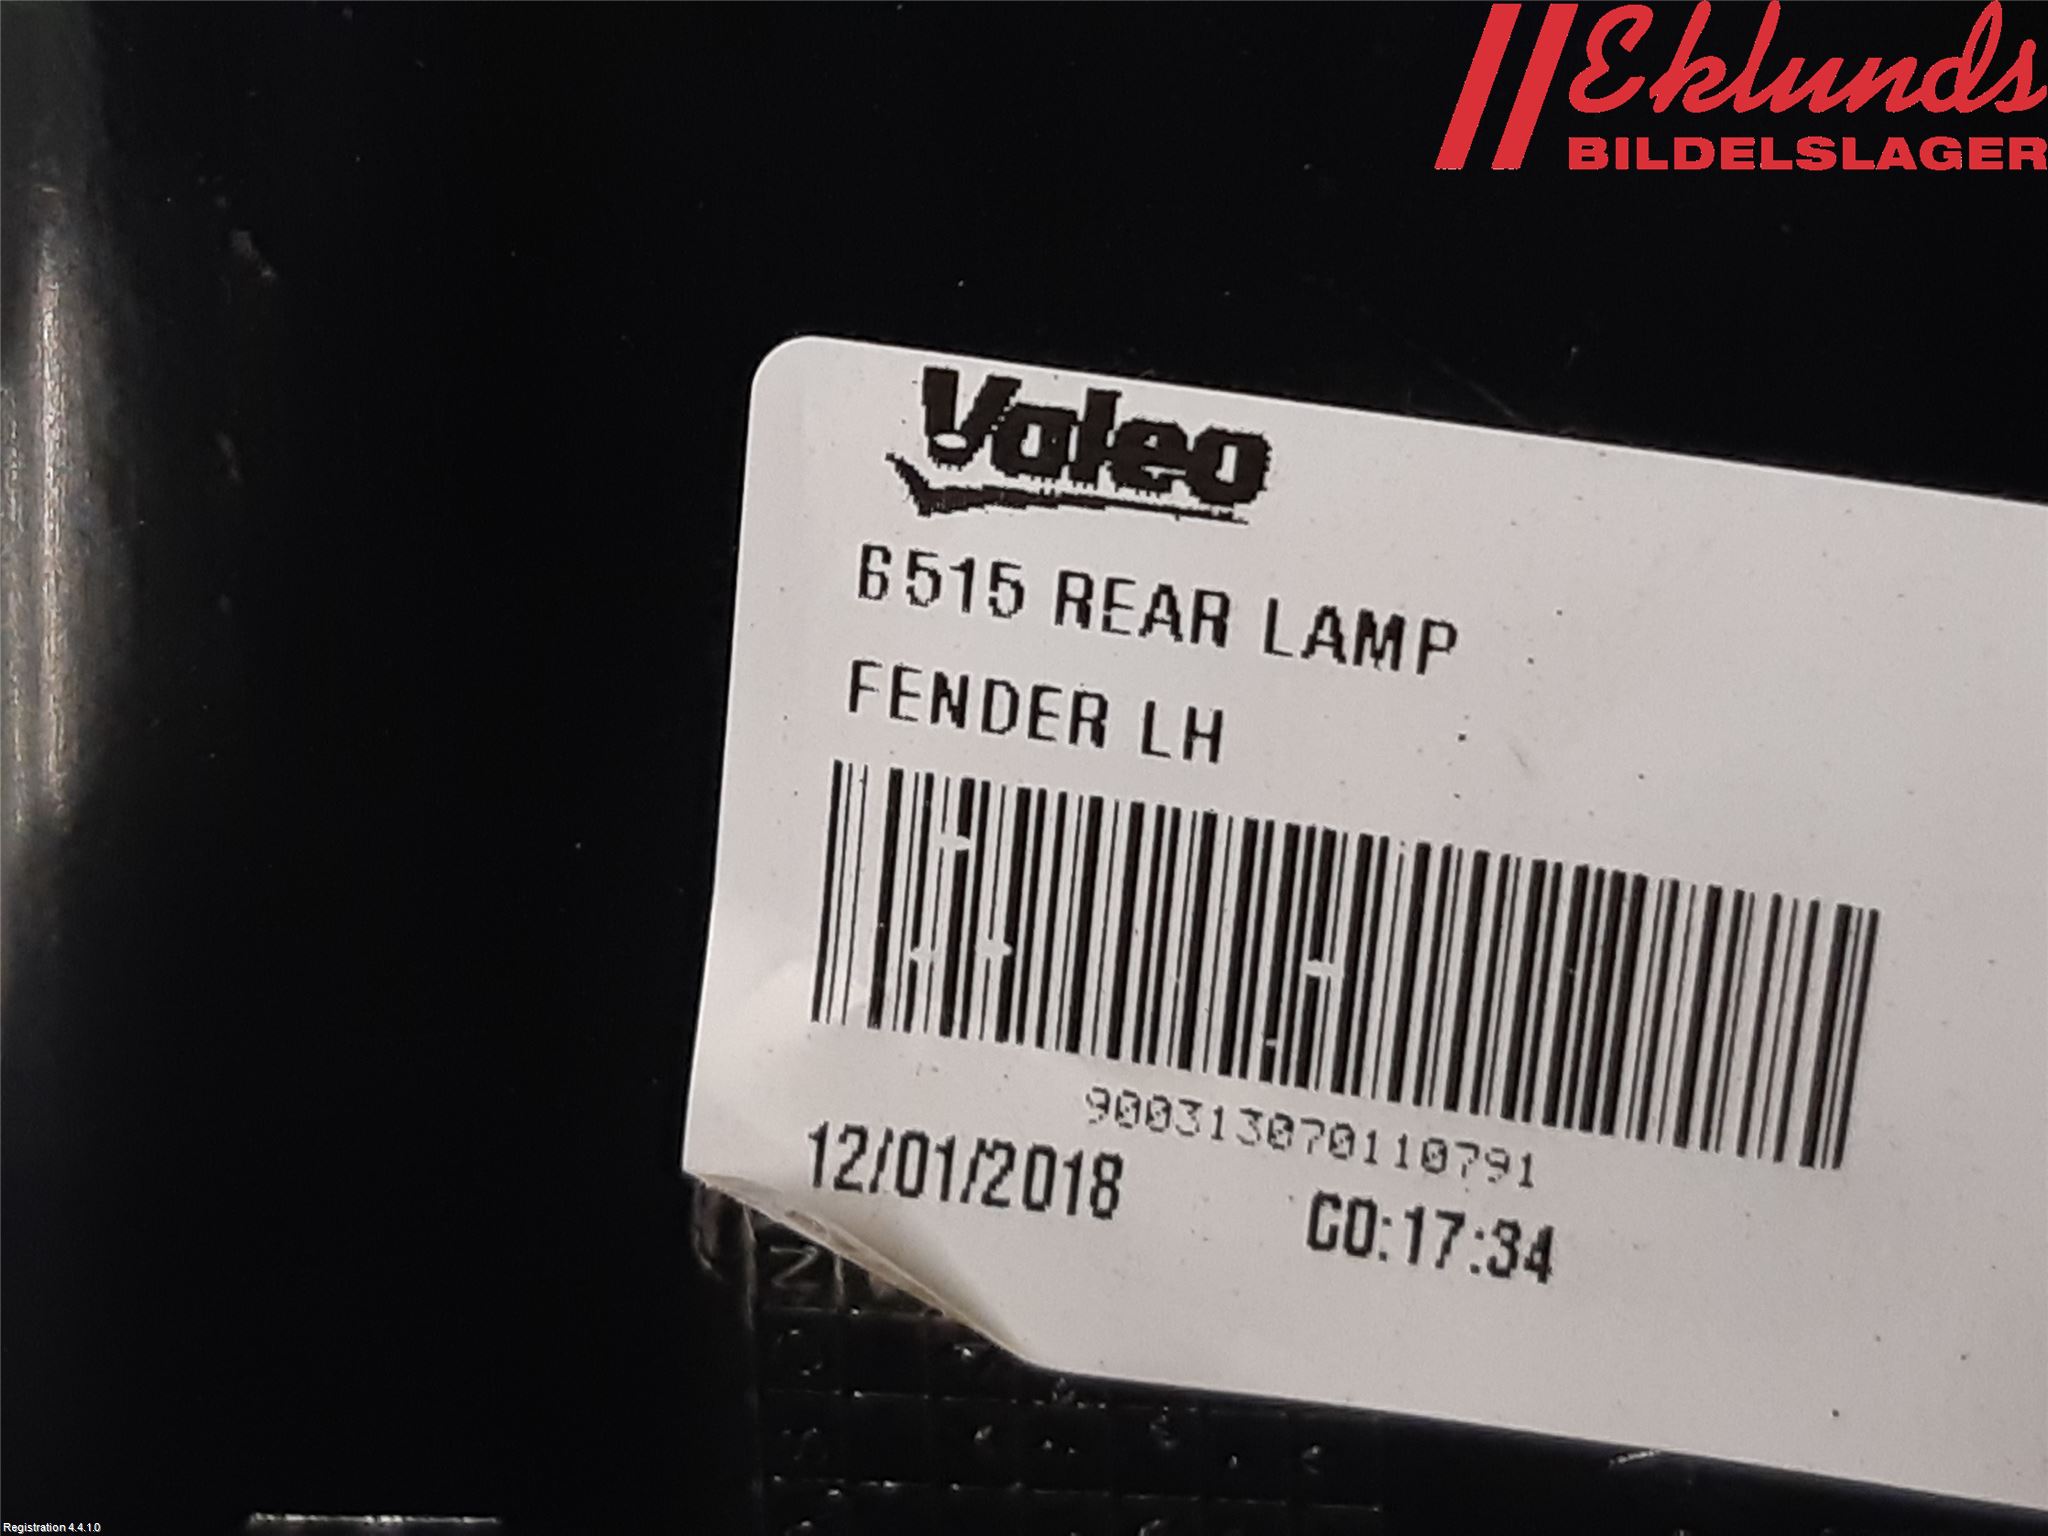 Eklunds
BILDELSLAGER
Valeo
6515 REAR LAMP
FENDER LH
900313070110791
12/01/2018 00:17:34
Registration 4.4.1.0